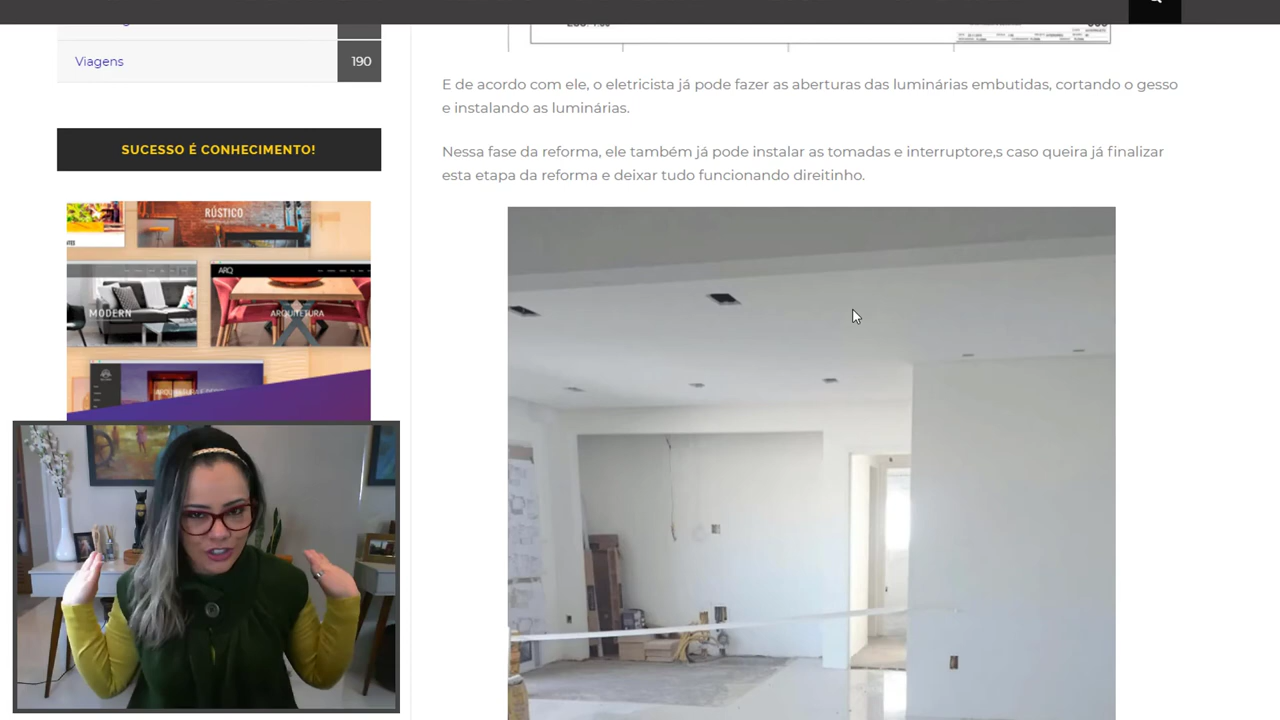 Viagens
190
SUCESSO É CONHECIMENTO!
RÚSTICO
ARQ
MODERN
ARQUITETURA
E de acordo com ele, o eletricista já pode fazer as aberturas das luminárias embutidas, cortando o gesso
e instalando as luminárias.
Nessa fase da reforma, ele também já pode instalar as tomadas e interruptore,s caso queira já finalizar
esta etapa da reforma e deixar tudo funcionando direitinho.